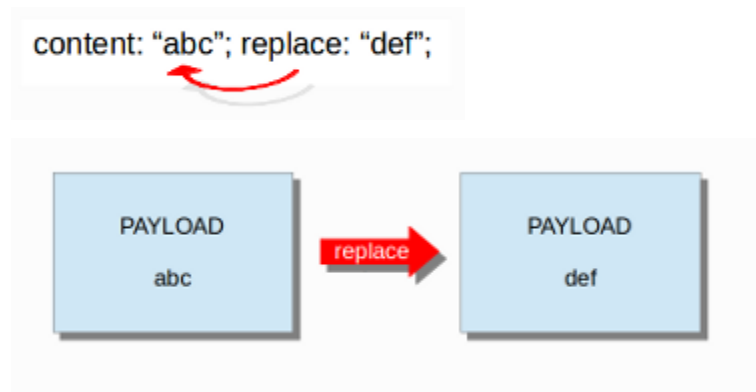 content: “abc”; replace: “def”;
PAYLOAD
abc
replace
PAYLOAD
def